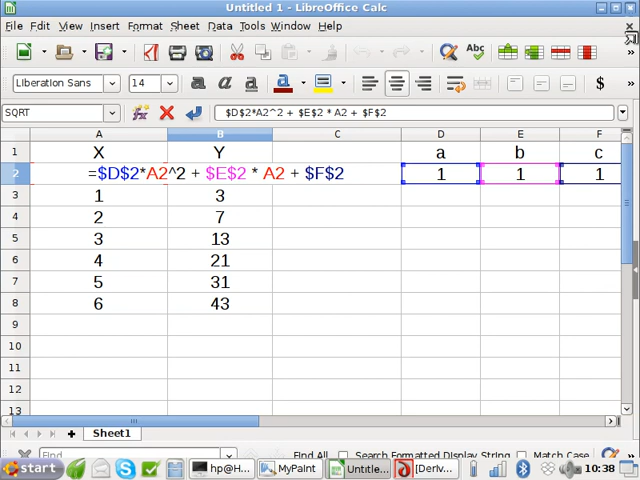 Untitled 1 - LibreOffice Calc
File Edit View Insert Format Sheet Data Tools Window Help
Liberation Sans 14
SQRT $D$2*A2^2 + $E$2 * A2 + $F$2
A B C D E F
1 X Y a b c
2 =$D$2*A2^2 + $E$2 * A2 + $F$2 1 1 1
3 1 3
4 2 7
5 3 13
6 4 21
7 5 31
8 6 43
9
10
11
12
13
Sheet1
Find Find All Search Formatted Display String Match Case
start hp@H... MyPaint Untitle... [Deriv... 10:38